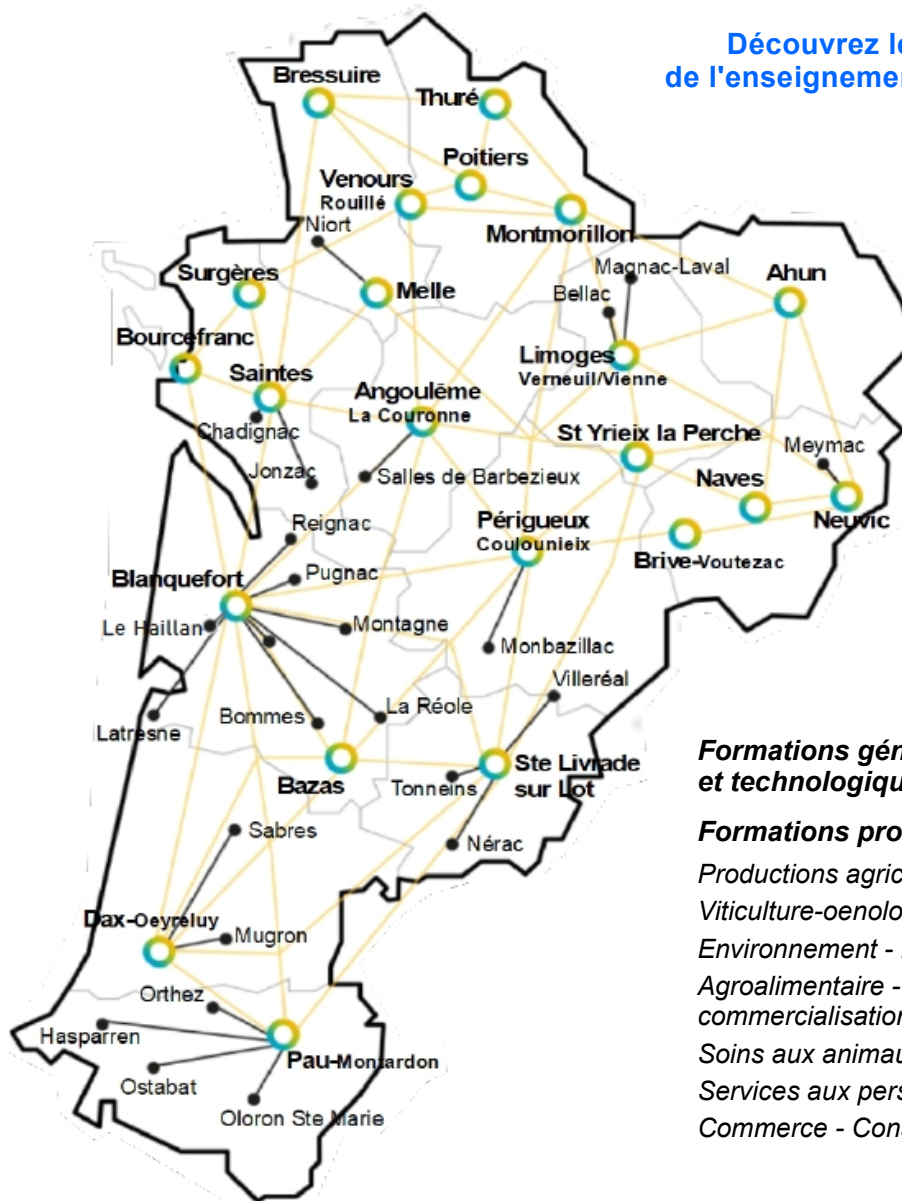 Découvrez le
de l'enseignemen
Bressuire
Thuré
Poitiers
Venours
Rouillé
Niort
Montmorillon
Magnac-Laval
Surgères
Melle
Bellac
Ahun
Bourcefranc
Limoges
Verneuil/Vienne
Saintes
Angoulême
La Couronne
Chadignac
St Yrieix la Perche
Meymac
Jonzac
Salles de Barbezieux
Naves
Neuvic
Reignac
Périgueux
Coulounieix
Brive-Voutezac
Blanquefort
Pugnac
Le Haillan
Montagne
Monbazillac
Villeréal
Latresne
Bommes
La Réole
Bazas
Tonneins
Ste Livrade
sur Lot
Sabres
Nérac
Dax-Oeyreluy
Mugron
Orthez
Hasparren
Pau-Montardon
Ostabat
Oloron Ste Marie
Formations gén
et technologiqu
Formations pro
Productions agric
Viticulture-oenolo
Environnement -
Agroalimentaire -
commercialisation
Soins aux animau
Services aux pers
Commerce - Cons